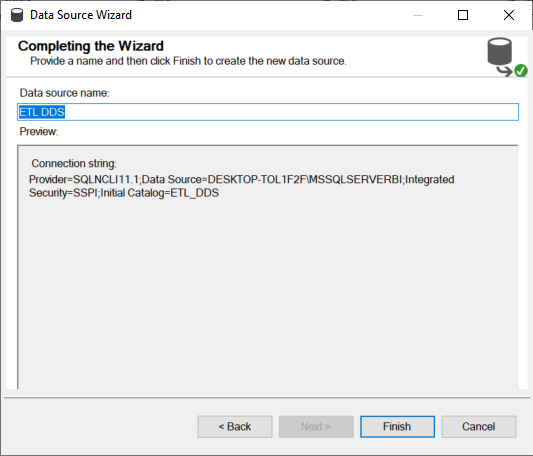 Data Source Wizard
Completing the Wizard
Provide a name and then click Finish to create the new data source.
Data source name:
ETL DDS
Preview:
Connection string:
Provider=SQLNCLI11.1;Data Source=DESKTOP-TOL1F2F\MSSQLSERVERBI;Integrated
Security=SSPI;Initial Catalog=ETL_DDS
< Back
Next >
Finish
Cancel